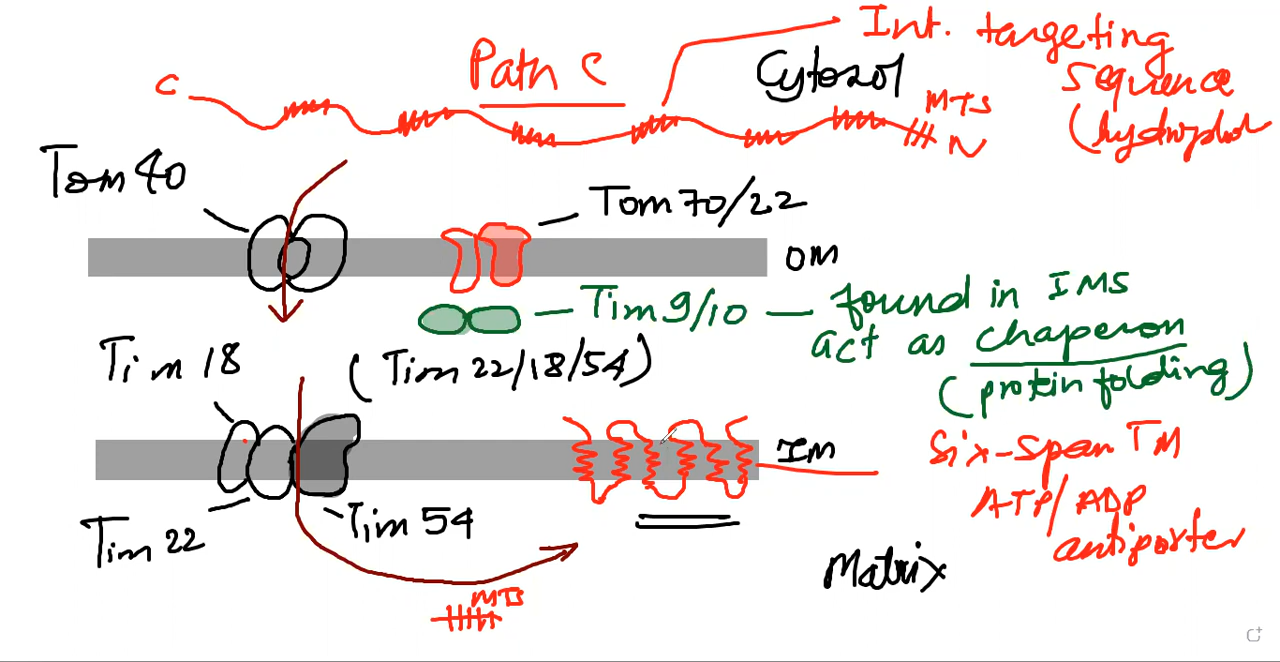 Path C
Cytosol
Int. targeting
sequence
(hydrophob
C
MTS
N
Tom 40
Tom 70/22
OM
Tim 9/10 — found in IMS
act as chaperon
(protein folding)
Tim 18
(Tim 22/18/54)
IM
Six-span TM
ATP/ADP
antiporter
Tim 22
Tim 54
Matrix
MTS